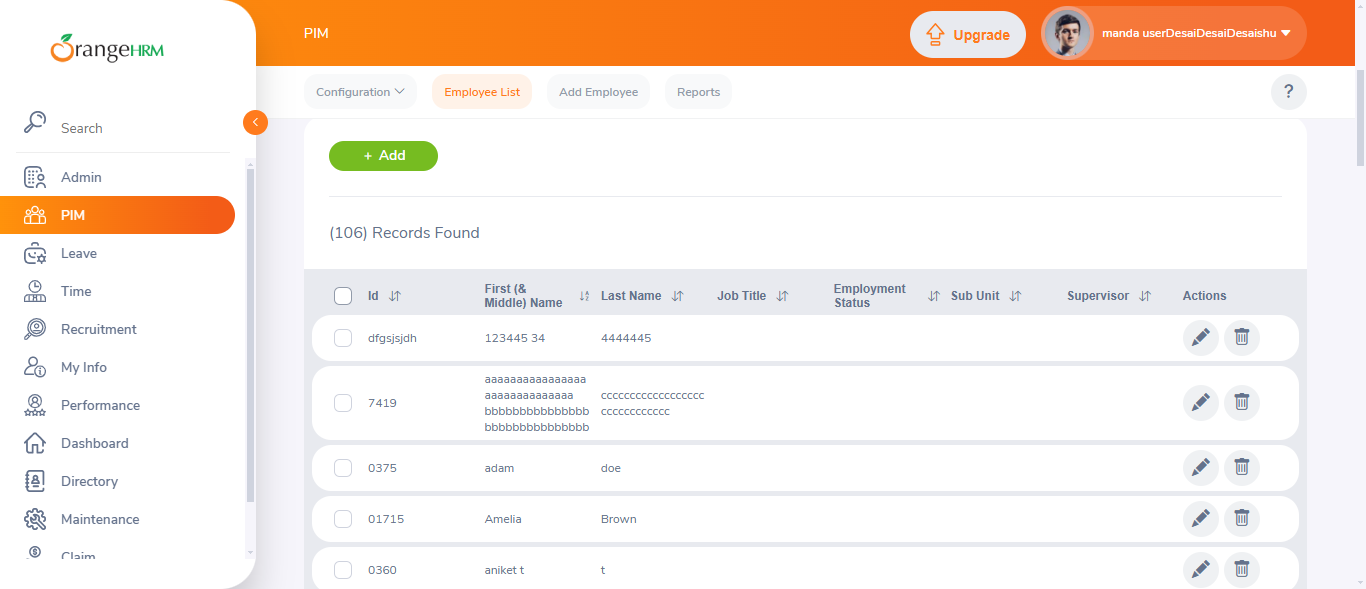 OrangeHRM
PIM
Upgrade
manda userDesaiDesaiDesaishu
Configuration
Employee List
Add Employee
Reports
?
Search
Admin
PIM
Leave
Time
Recruitment
My Info
Performance
Dashboard
Directory
Maintenance
Claim
+ Add
(106) Records Found
Id First (& Middle) Name Last Name Job Title Employment Status Sub Unit Supervisor Actions
dfgsjsjdh 123445 34 4444445
7419
aaaaaaaaaaaaaaaa
aaaaaaaaaaaaaa
bbbbbbbbbbbbbbb
bbbbbbbbbbbbbbb
cccccccccccccccccc
cccccccccccc
0375 adam doe
01715 Amelia Brown
0360 aniket t t